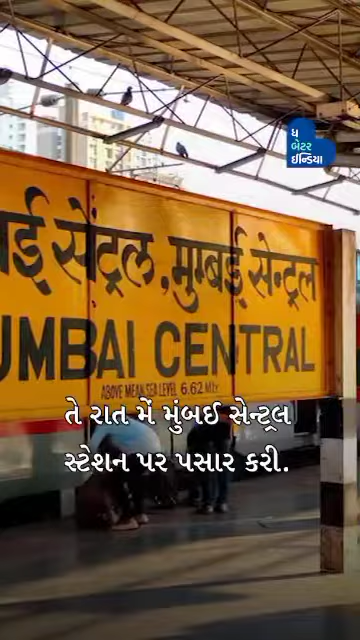 ધ
બેટર
ઇન્ડિયા
बई सेंट्रल, मुम्बई सेन्ट्रल
UMBAI CENTRAL
ABOVE MEAN SEA LEVEL 6.62 Mtr
તે રાત મેં મુંબઈ સેન્ટ્રલ
સ્ટેશન પર પસાર કરી.